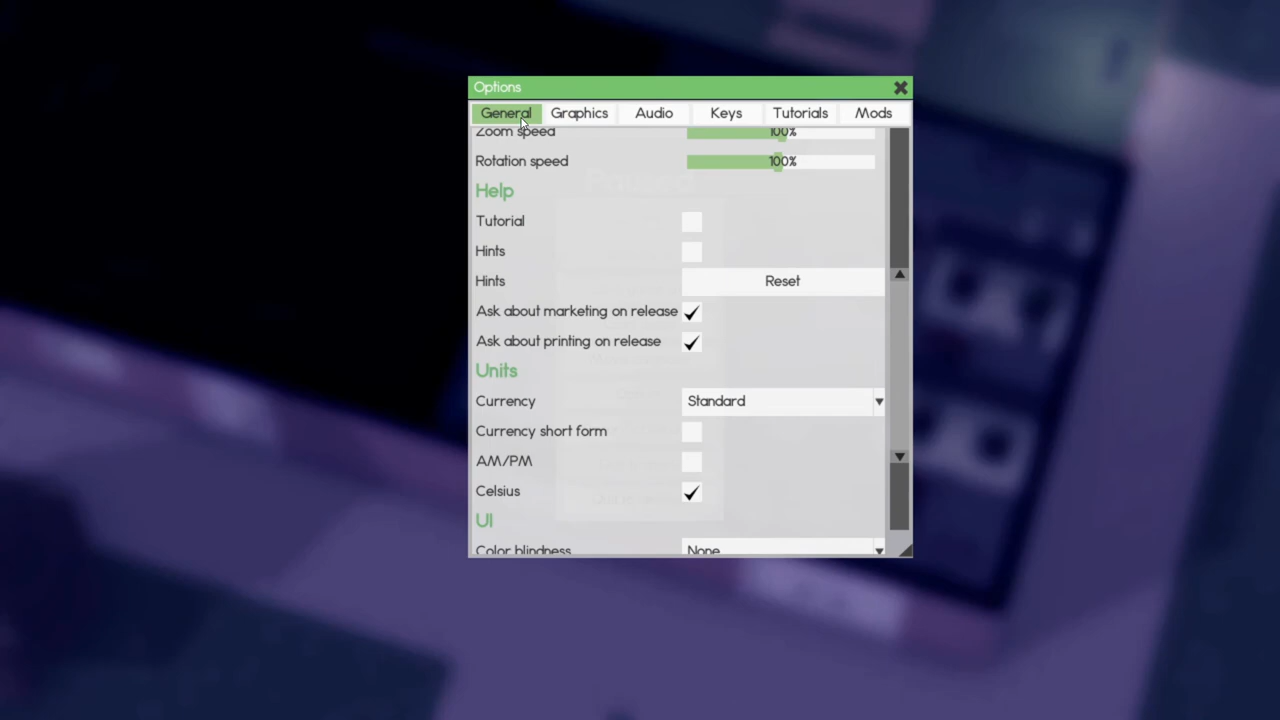 Options
General Graphics Audio Keys Tutorials Mods
Zoom speed 100%
Rotation speed 100%
Help
Tutorial
Hints
Hints Reset
Ask about marketing on release
Ask about printing on release
Units
Currency Standard
Currency short form
AM/PM
Celsius
UI
Color blindness None